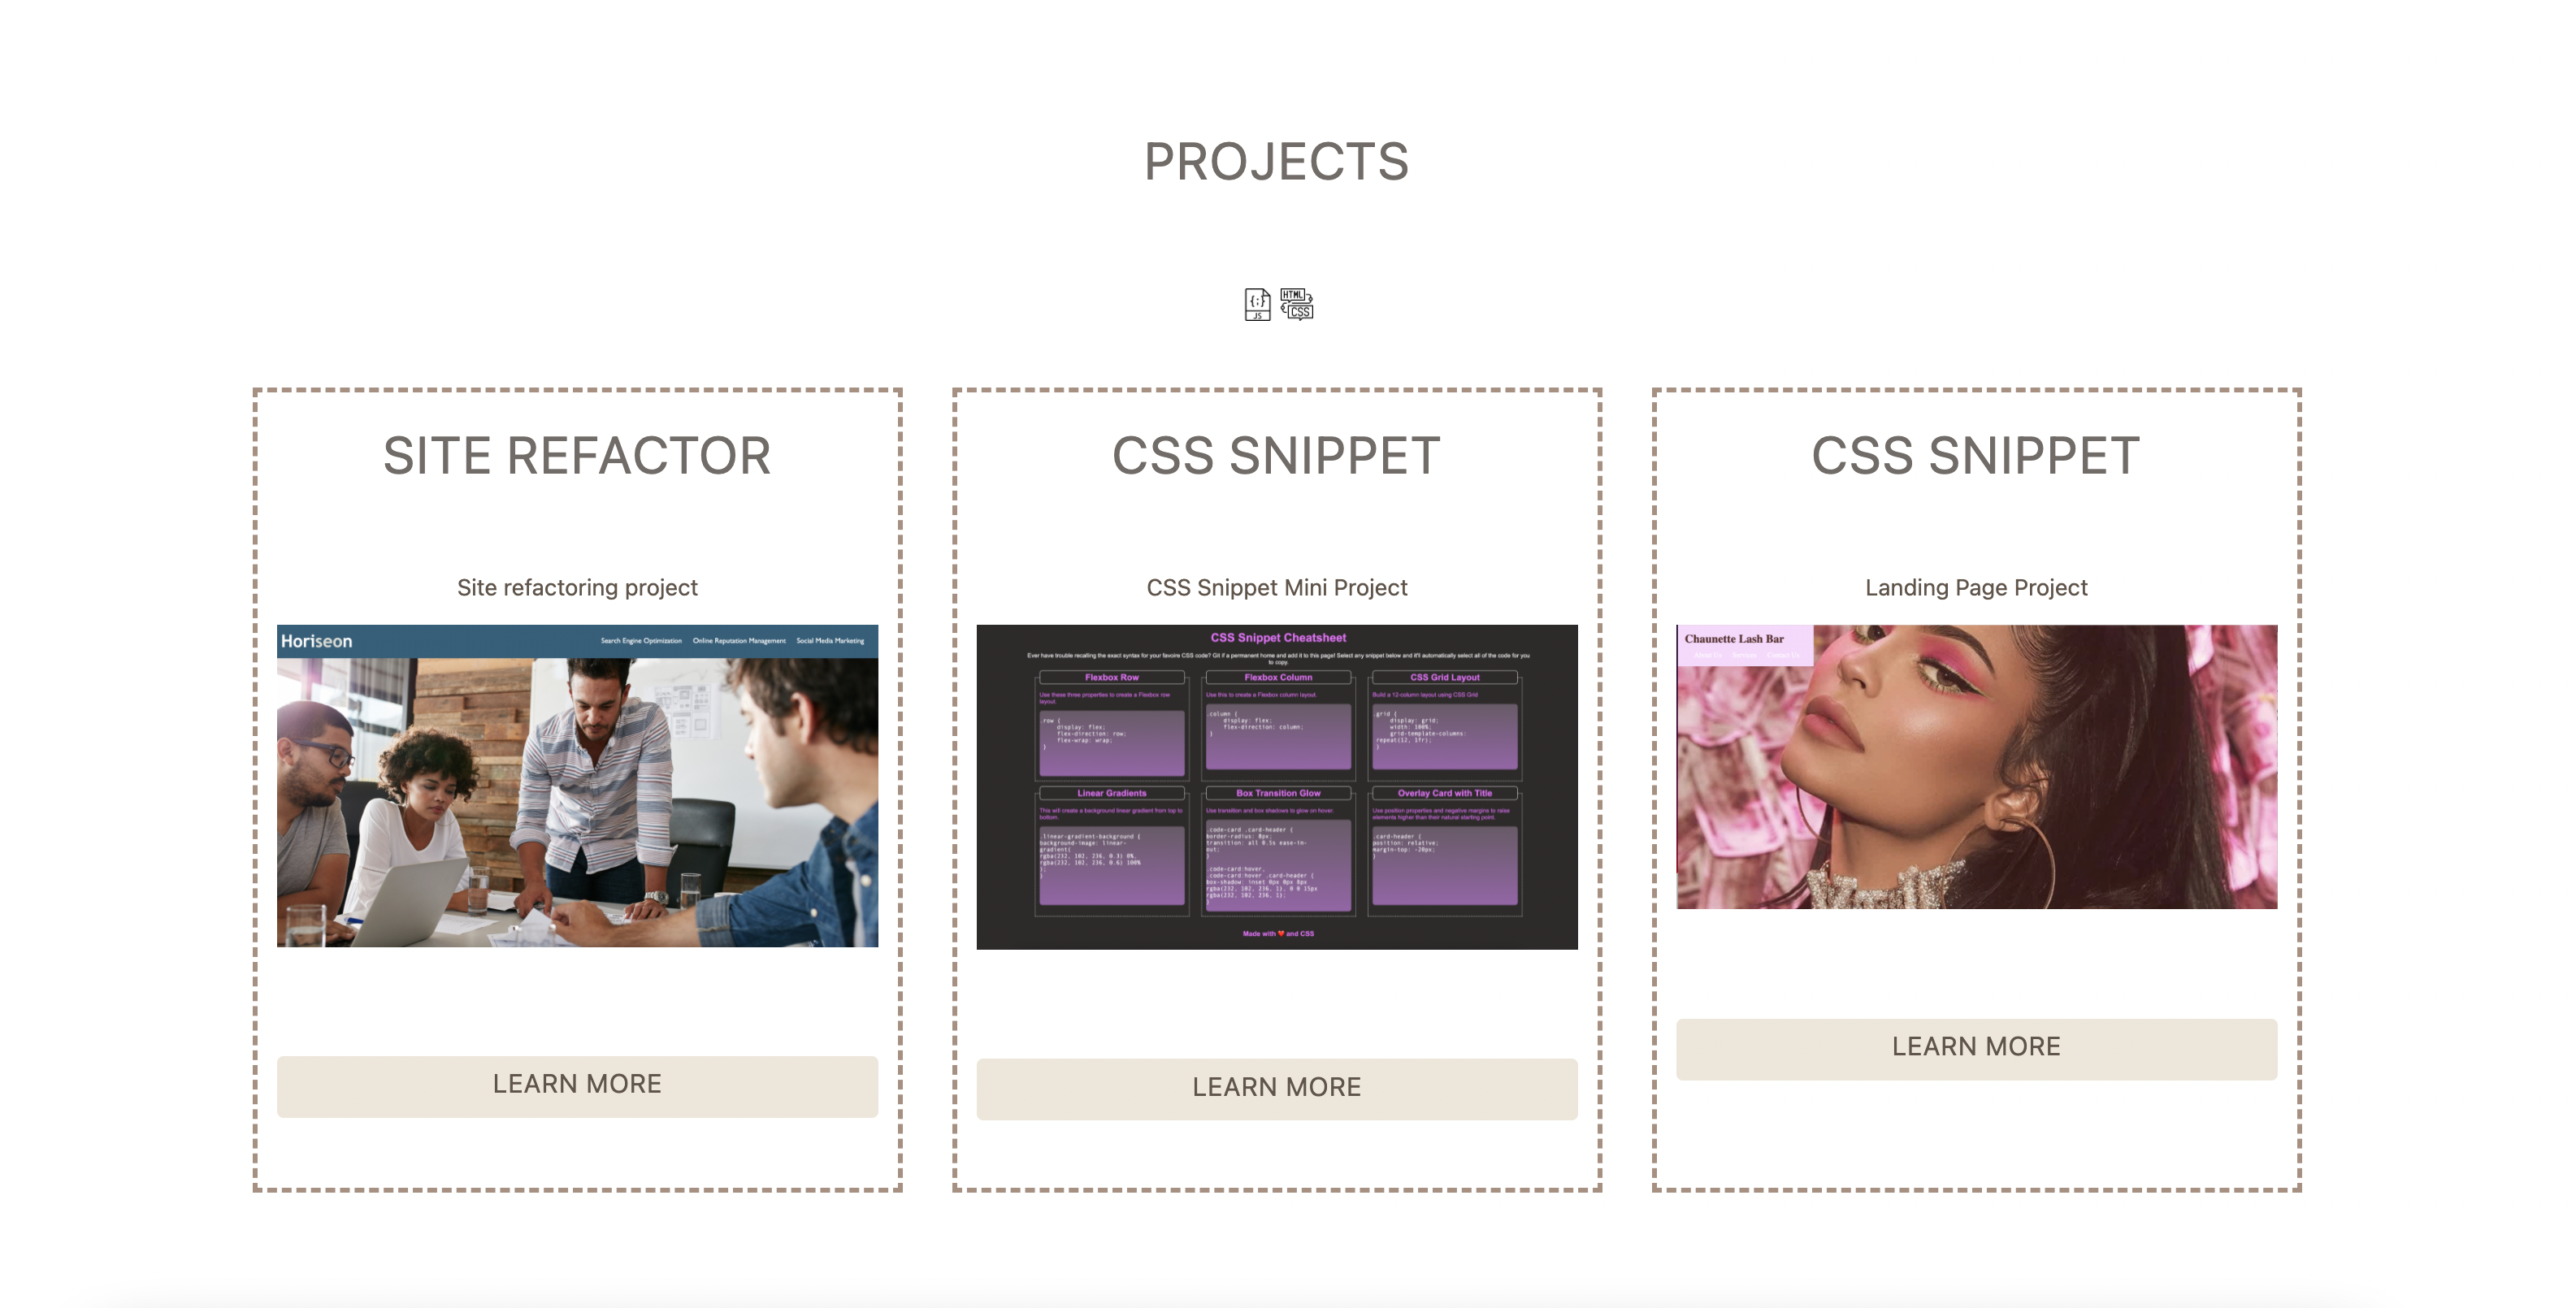 PROJECTS
{;}
JS
HTML
CSS
SITE REFACTOR
Site refactoring project
Horiseon
Search Engine Optimization Online Reputation Management Social Media Marketing
LEARN MORE
CSS SNIPPET
CSS Snippet Mini Project
CSS Snippet Cheatsheet
Ever have trouble recalling the exact syntax for your favoire CSS code? Git if a permanent home and add it to this page! Select any snippet below and it'll automatically select all of the code for you
to copy.
Flexbox Row
Use these three properties to create a Flexbox row
layout.
.row {
display: flex;
flex-direction: row;
flex-wrap: wrap;
}
Flexbox Column
Use this to create a Flexbox column layout.
.column {
display: flex;
flex-direction: column;
}
CSS Grid Layout
Build a 12-column layout using CSS Grid
.grid {
display: grid;
width: 100%;
grid-template-columns:
repeat(12, 1fr);
}
Linear Gradients
This will create a background linear gradient from top to
bottom.
.linear-gradient-background {
background-image: linear-
gradient(
rgba(232, 102, 236, 0.3) 0%,
rgba(232, 102, 236, 0.6) 100%
);
}
Box Transition Glow
Use transition and box shadows to glow on hover.
.code-card .card-header {
border-radius: 8px;
transition: all 0.5s ease-in-
out;
}
.code-card:hover,
.code-card:hover .card-header {
box-shadow: inset 0px 0px 8px
rgba(232, 102, 236, 1), 0 0 15px
rgba(232, 102, 236, 1);
}
Overlay Card with Title
Use position properties and negative margins to raise
elements higher than their natural starting point.
.card-header {
position: relative;
margin-top: -20px;
}
Made with ❤️ and CSS
LEARN MORE
CSS SNIPPET
Landing Page Project
Chaunette Lash Bar
About Us Services Contact Us
LEARN MORE